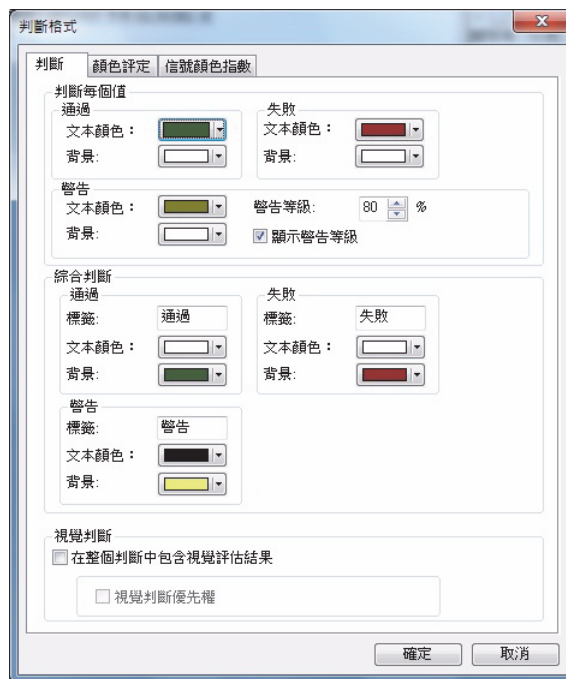 判斷格式
判斷 顏色評定 信號顏色指數
判斷每個值
通過 失敗
文本顏色： 文本顏色：
背景: 背景:
警告
文本顏色： 警告等級: 80 %
背景: 顯示警告等級
綜合判斷
通過 失敗
標籤: 通過 標籤: 失敗
文本顏色： 文本顏色：
背景: 背景:
警告
標籤: 警告
文本顏色：
背景:
視覺判斷
在整個判斷中包含視覺評估結果
視覺判斷優先權
確定 取消